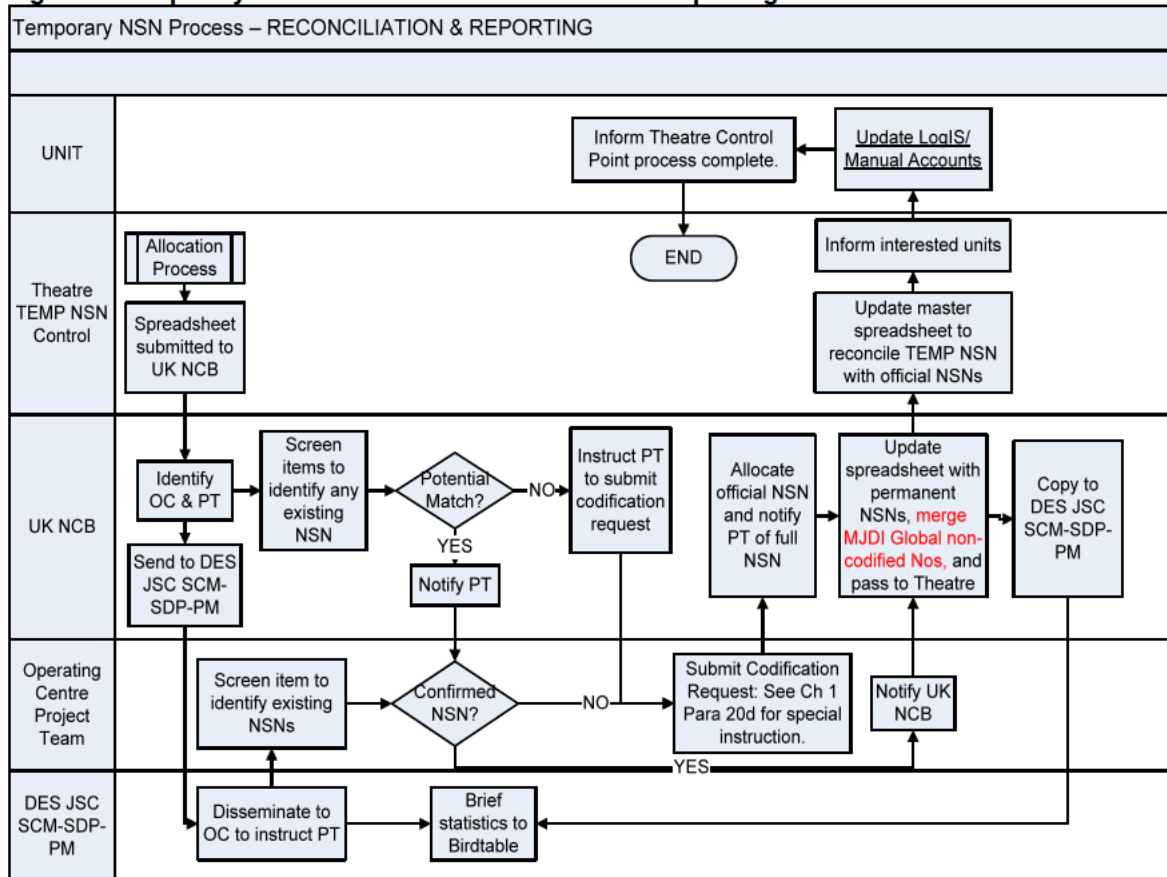 Temporary NSN Process – RECONCILIATION & REPORTING
UNIT
Inform Theatre Control
Point process complete.
Update LogIS/
Manual Accounts
Theatre
TEMP NSN
Control
Allocation
Process
Spreadsheet
submitted to
UK NCB
END
Inform interested units
Update master
spreadsheet to
reconcile TEMP NSN
with official NSNs
UK NCB
Identify
OC & PT
Send to DES
JSC SCM-
SDP-PM
Screen
items to
identify any
existing
NSN
Potential
Match?
NO
YES
Notify PT
Instruct PT
to submit
codification
request
Allocate
official NSN
and notify
PT of full
NSN
Update
spreadsheet with
permanent
NSNs, merge
MJDI Global non-
codified Nos, and
pass to Theatre
Copy to
DES JSC
SCM-SDP-
PM
Operating
Centre
Project
Team
Screen item to
identify existing
NSNs
Confirmed
NSN?
NO
YES
Submit Codification
Request: See Ch 1
Para 20d for special
instruction.
Notify UK
NCB
DES JSC
SCM-SDP-
PM
Disseminate to
OC to instruct PT
Brief
statistics to
Birdtable